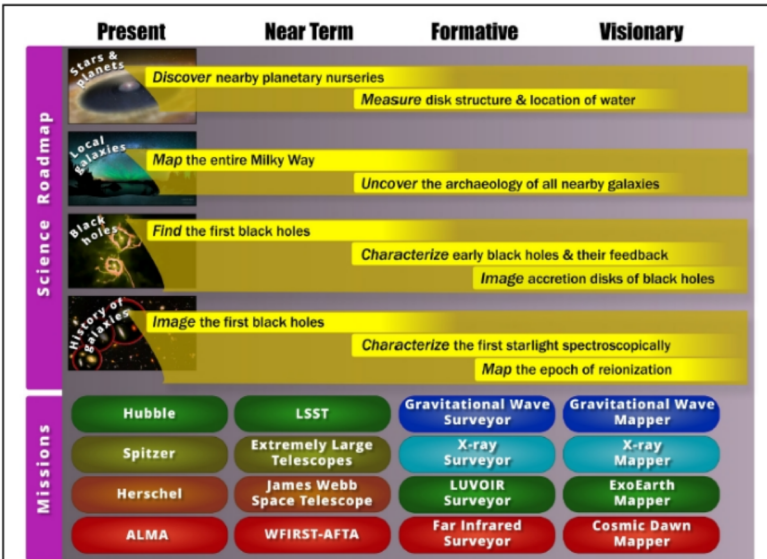 Present Near Term Formative Visionary
Science Roadmap
Stars &
planets
Discover nearby planetary nurseries
Measure disk structure & location of water
Local
galaxies
Map the entire Milky Way
Uncover the archaeology of all nearby galaxies
Black
holes
Find the first black holes
Characterize early black holes & their feedback
Image accretion disks of black holes
History of
galaxies
Image the first black holes
Characterize the first starlight spectroscopically
Map the epoch of reionization
Missions
Hubble
LSST
Gravitational Wave
Surveyor
Gravitational Wave
Mapper
Spitzer
Extremely Large
Telescopes
X-ray
Surveyor
X-ray
Mapper
Herschel
James Webb
Space Telescope
LUVOIR
Surveyor
ExoEarth
Mapper
ALMA
WFIRST-AFTA
Far Infrared
Surveyor
Cosmic Dawn
Mapper